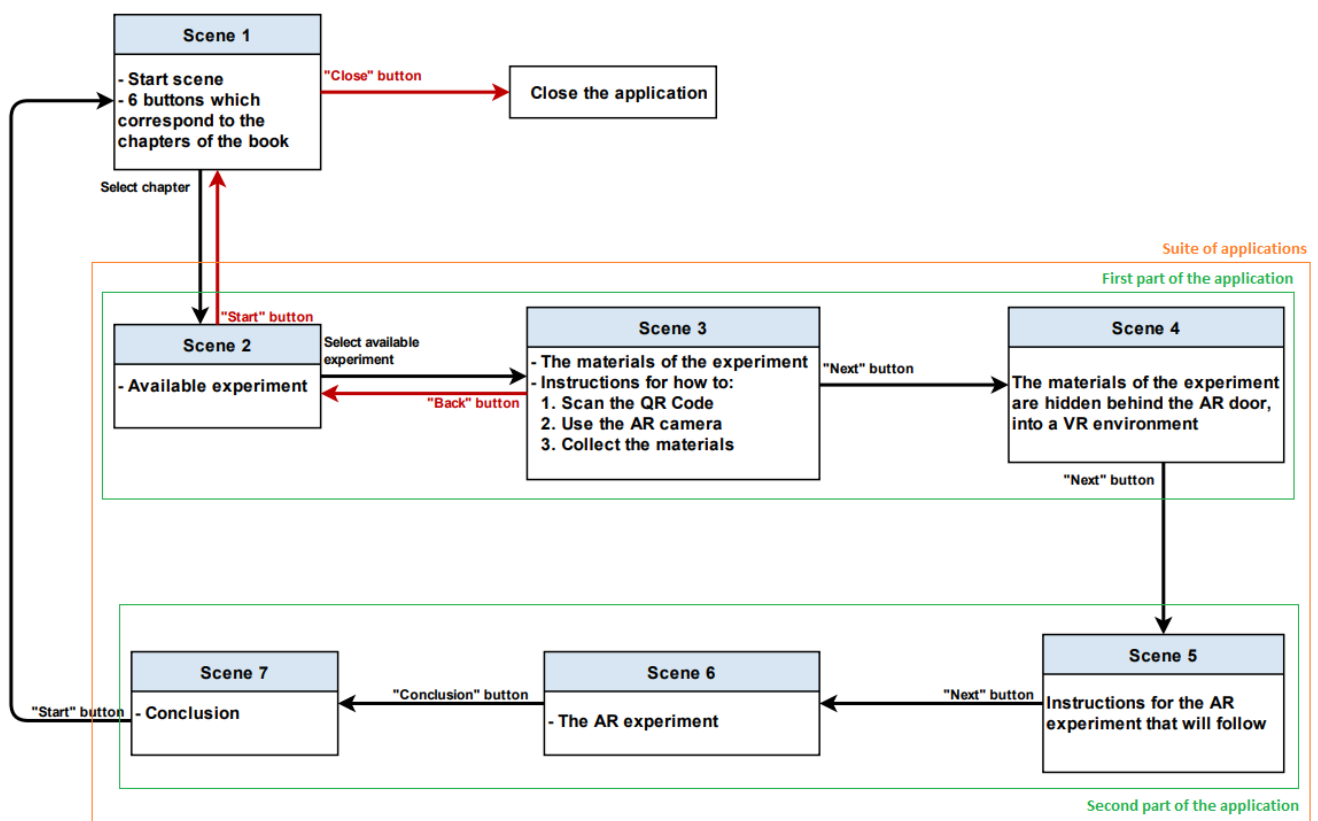 Scene 1
- Start scene
- 6 buttons which
correspond to the
chapters of the book
"Close" button
Close the application
Select chapter
Suite of applications
First part of the application
"Start" button
Scene 2
- Available experiment
Select available
experiment
"Back" button
Scene 3
- The materials of the experiment
- Instructions for how to:
1. Scan the QR Code
2. Use the AR camera
3. Collect the materials
"Next" button
Scene 4
The materials of the experiment
are hidden behind the AR door,
into a VR environment
"Next" button
Scene 5
Instructions for the AR
experiment that will follow
"Next" button
Scene 6
- The AR experiment
"Conclusion" button
Scene 7
- Conclusion
"Start" button
Second part of the application